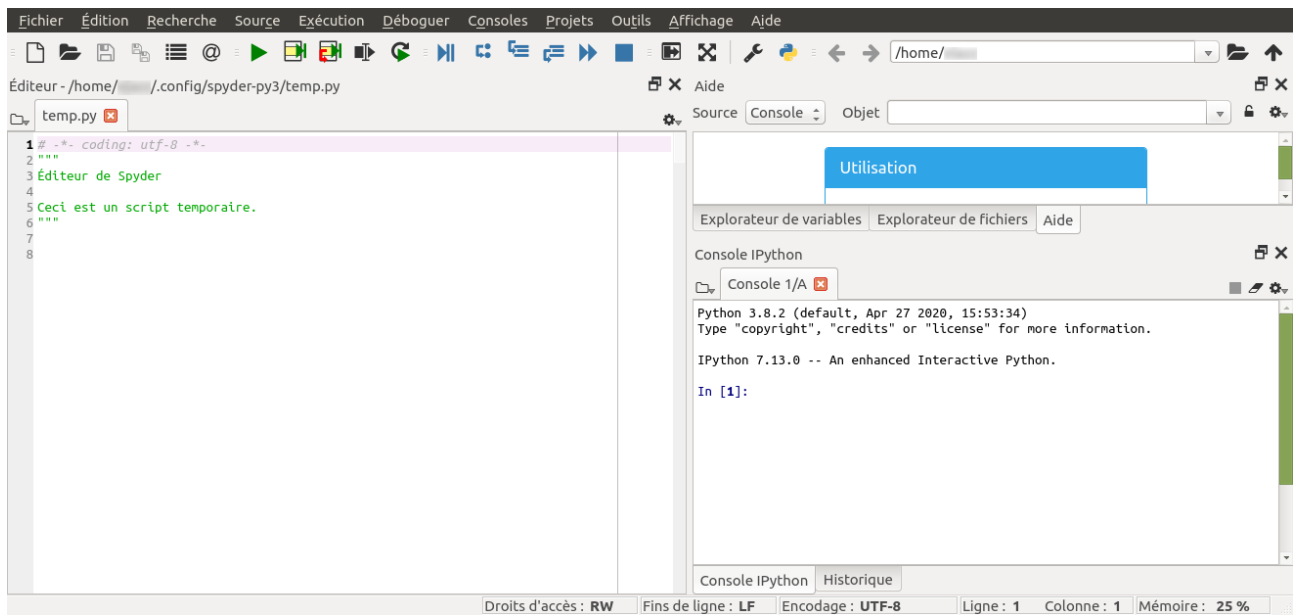 Fichier Édition Recherche Source Exécution Déboguer Consoles Projets Outils Affichage Aide
/home/
Éditeur - /home/ /.config/spyder-py3/temp.py
temp.py
1 # -*- coding: utf-8 -*-
2 """
3 Éditeur de Spyder
4
5 Ceci est un script temporaire.
6 """
7
8
Aide
Source Console Objet
Utilisation
Explorateur de variables Explorateur de fichiers Aide
Console IPython
Console 1/A
Python 3.8.2 (default, Apr 27 2020, 15:53:34)
Type "copyright", "credits" or "license" for more information.
IPython 7.13.0 -- An enhanced Interactive Python.
In [1]:
Console IPython Historique
Droits d'accès : RW Fins de ligne : LF Encodage : UTF-8 Ligne : 1 Colonne : 1 Mémoire : 25 %